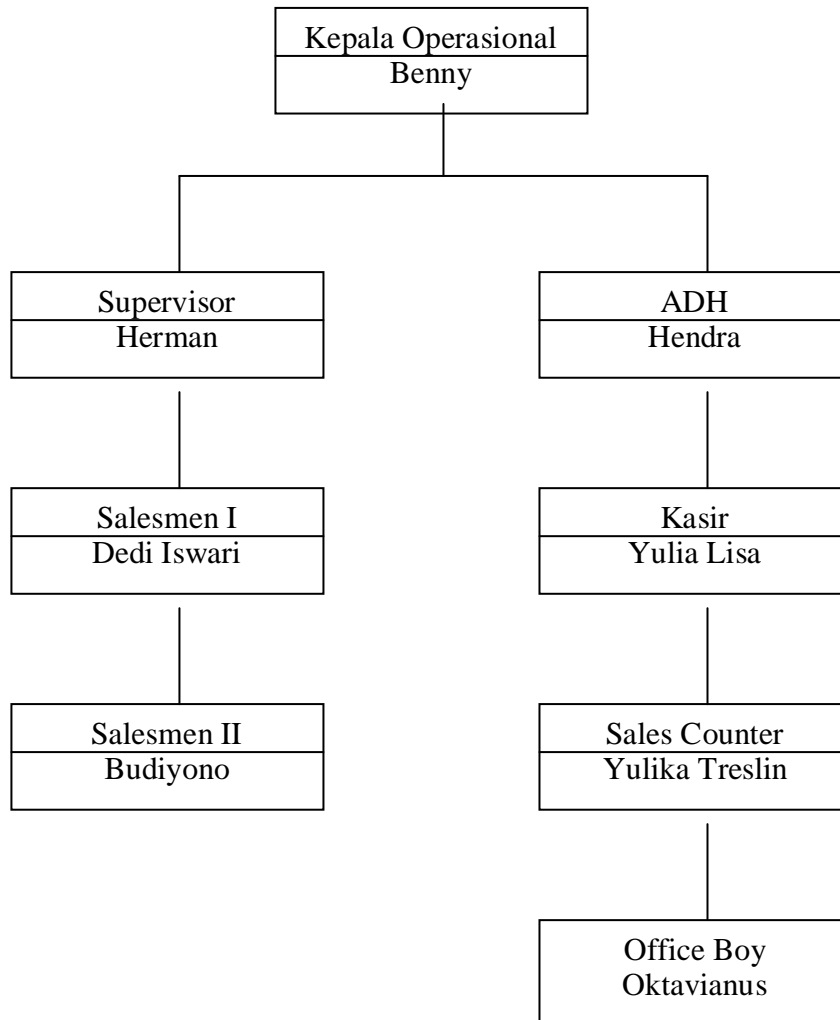 Kepala Operasional
Benny
Supervisor
Herman
ADH
Hendra
Salesmen I
Dedi Iswari
Kasir
Yulia Lisa
Salesmen II
Budiyono
Sales Counter
Yulika Treslin
Office Boy
Oktavianus